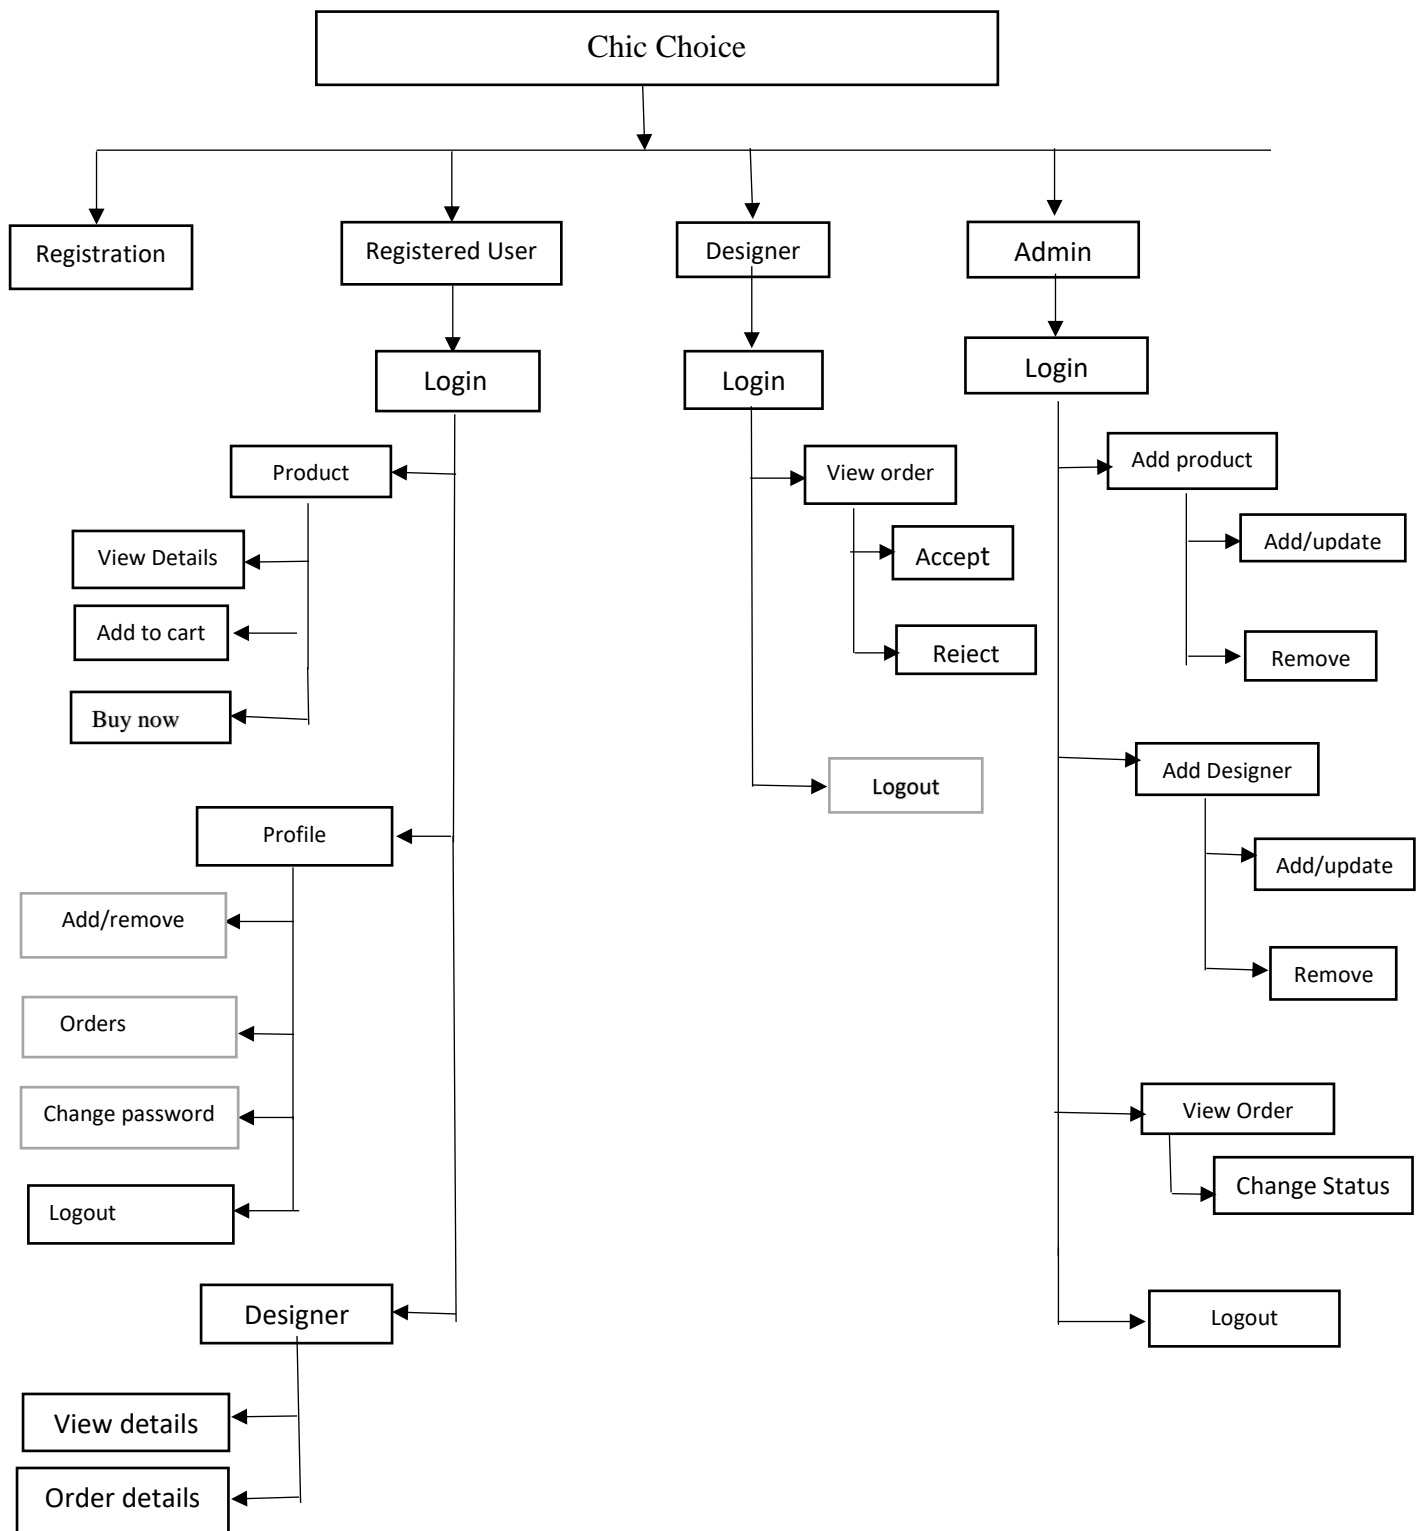 Chic Choice
Registration
Registered User
Designer
Admin
Login
Login
Login
Product
View Details
Add to cart
Buy now
Profile
Add/remove
Orders
Change password
Logout
Designer
View details
Order details
View order
Accept
Reject
Logout
Add product
Add/update
Remove
Add Designer
Add/update
Remove
View Order
Change Status
Logout